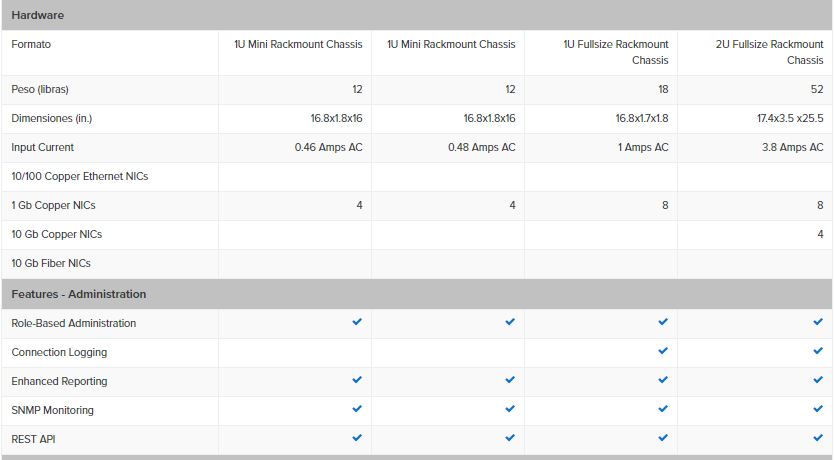 Hardware
Formato 1U Mini Rackmount Chassis 1U Mini Rackmount Chassis 1U Fullsize Rackmount Chassis 2U Fullsize Rackmount Chassis
Peso (libras) 12 12 18 52
Dimensiones (in.) 16.8x1.8x16 16.8x1.8x16 16.8x1.7x1.8 17.4x3.5 x25.5
Input Current 0.46 Amps AC 0.48 Amps AC 1 Amps AC 3.8 Amps AC
10/100 Copper Ethernet NICs
1 Gb Copper NICs 4 4 8 8
10 Gb Copper NICs 4
10 Gb Fiber NICs
Features - Administration
Role-Based Administration
Connection Logging
Enhanced Reporting
SNMP Monitoring
REST API